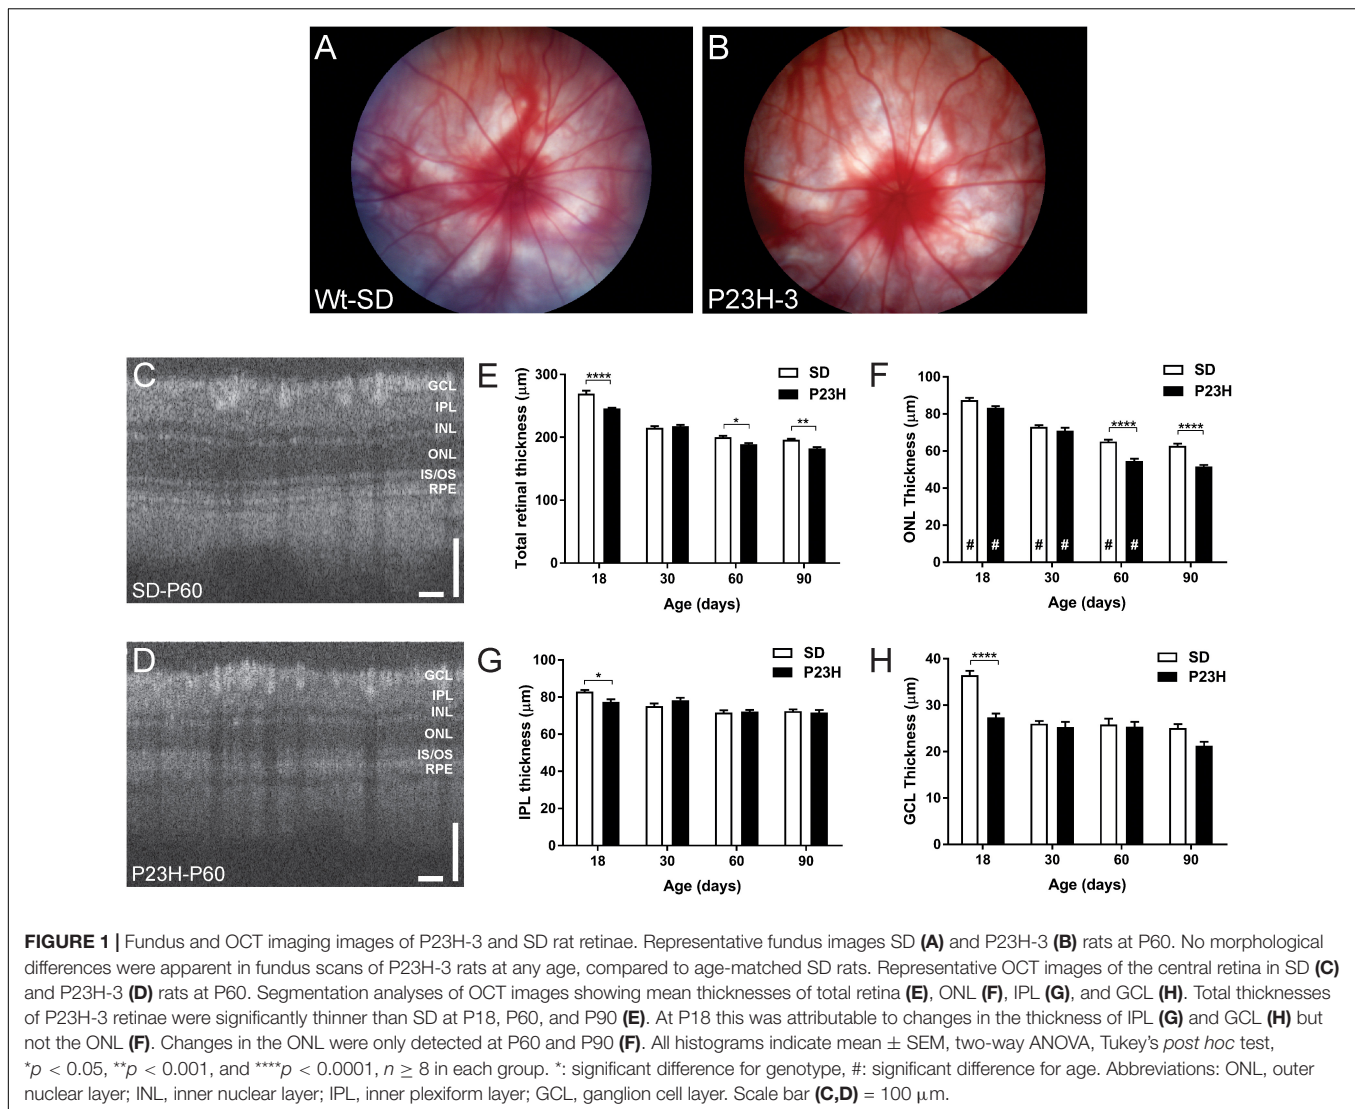 A
B
Wt-SD
P23H-3
C
GCL
IPL
INL
ONL
IS/OS
RPE
SD-P60
E
SD
P23H
****
*
**
Total retinal thickness (μm)
300
200
100
0
18 30 60 90
Age (days)
F
SD
P23H
****
****
ONL Thickness (μm)
100
80
60
40
20
0
# # # # # #
18 30 60 90
Age (days)
D
GCL
IPL
INL
ONL
IS/OS
RPE
P23H-P60
G
SD
P23H
*
IPL thickness (μm)
100
80
60
40
20
0
18 30 60 90
Age (days)
H
SD
P23H
****
GCL Thickness (μm)
40
30
20
10
0
18 30 60 90
Age (days)
FIGURE 1 | Fundus and OCT imaging images of P23H-3 and SD rat retinae. Representative fundus images SD (A) and P23H-3 (B) rats at P60. No morphological
differences were apparent in fundus scans of P23H-3 rats at any age, compared to age-matched SD rats. Representative OCT images of the central retina in SD (C)
and P23H-3 (D) rats at P60. Segmentation analyses of OCT images showing mean thicknesses of total retina (E), ONL (F), IPL (G), and GCL (H). Total thicknesses
of P23H-3 retinae were significantly thinner than SD at P18, P60, and P90 (E). At P18 this was attributable to changes in the thickness of IPL (G) and GCL (H) but
not the ONL (F). Changes in the ONL were only detected at P60 and P90 (F). All histograms indicate mean ± SEM, two-way ANOVA, Tukey's post hoc test,
*p < 0.05, **p < 0.001, and ****p < 0.0001, n ≥ 8 in each group. *: significant difference for genotype, #: significant difference for age. Abbreviations: ONL, outer
nuclear layer; INL, inner nuclear layer; IPL, inner plexiform layer; GCL, ganglion cell layer. Scale bar (C,D) = 100 μm.